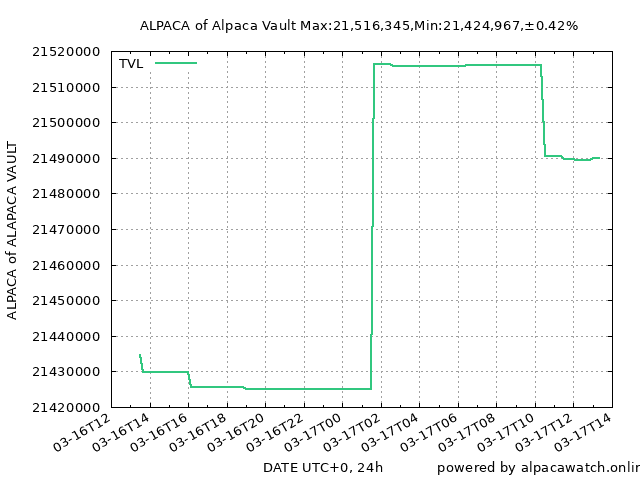 ALPACA of Alpaca Vault Max:21,516,345,Min:21,424,967,±0.42%
21520000
TVL
21510000
21500000
21490000
21480000
21470000
21460000
21450000
21440000
21430000
21420000
ALPACA of ALAPACA VAULT
03-16T12
03-16T14
03-16T16
03-16T18
03-16T20
03-16T22
03-17T00
03-17T02
03-17T04
03-17T06
03-17T08
03-17T10
03-17T12
03-17T14
DATE UTC+0, 24h
powered by alpacawatch.onlin